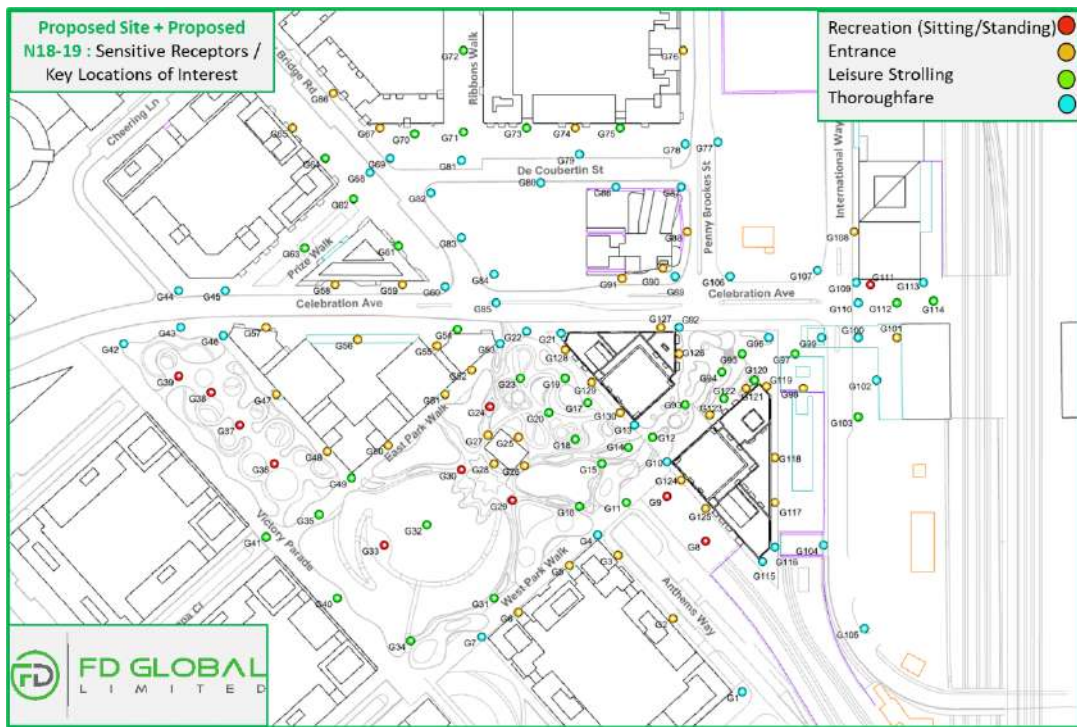 Proposed Site + Proposed
N18-19 : Sensitive Receptors /
Key Locations of Interest
Recreation (Sitting/Standing)
Entrance
Leisure Strolling
Thoroughfare
Cheering Ln
Bridge Rd
Ribbons Walk
De Coubertin St
Penny Brookes St
International Way
Prize Walk
Celebration Ave
Celebration Ave
East Park Walk
Victory Parade
West Park Walk
Anthems Way
G72
G76
G66
G65
G67
G70
G71
G73
G74
G75
G64
G69
G68
G81
G79
G78
G77
G62
G82
G80
G86
G87
G63
G61
G83
G88
G108
G44
G45
G58
G59
G60
G84
G85
G91
G90
G89
G106
G107
G109
G111
G113
G110
G112
G114
G43
G46
G57
G56
G54
G55
G53
G22
G21
G127
G92
G128
G126
G96
G99
G100
G101
G42
G39
G38
G37
G36
G47
G48
G50
G51
G52
G49
G23
G19
G129
G24
G20
G17
G130
G13
G93
G94
G95
G97
G120
G119
G122
G121
G123
G98
G102
G103
G27
G25
G18
G14
G12
G28
G26
G15
G10
G124
G118
G30
G29
G16
G11
G9
G125
G117
G35
G32
G33
G41
G4
G8
G116
G104
G115
G5
G3
G40
G31
G6
G2
G34
G7
G105
G1
FD GLOBAL
LIMITED